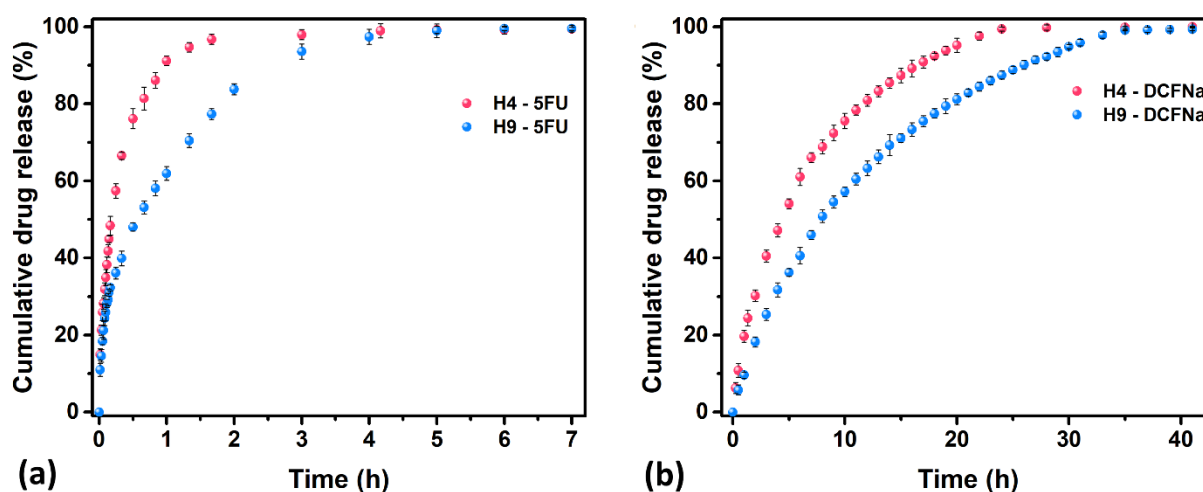 Cumulative drug release (%)
100
80
60
40
20
0
H4 - 5FU
H9 - 5FU
0 1 2 3 4 5 6 7
Time (h)
(a)
Cumulative drug release (%)
100
80
60
40
20
0
H4 - DCFNa
H9 - DCFNa
0 10 20 30 40
Time (h)
(b)